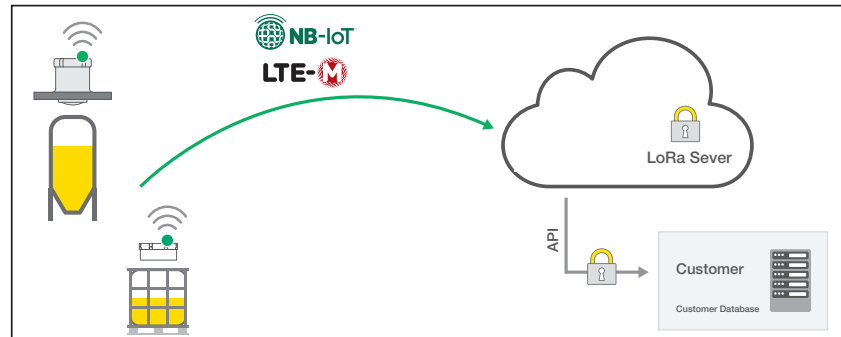 NB-IoT
LTE-M
LoRa Sever
API
Customer
Customer Database